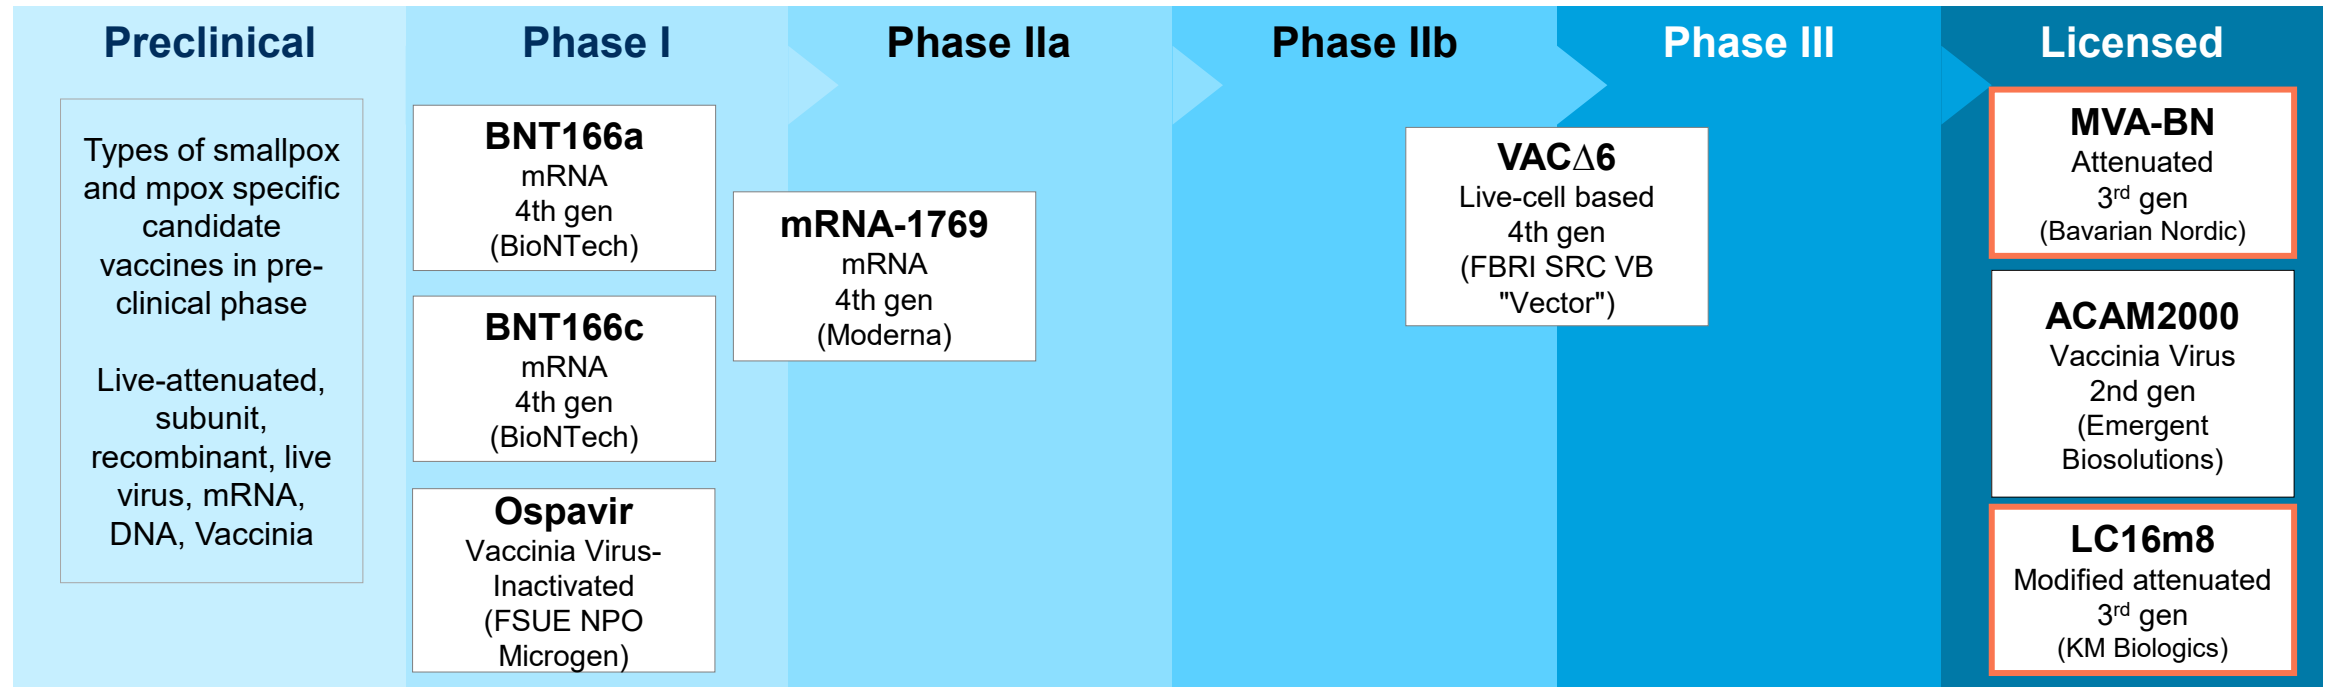 Preclinical
Phase I
Phase IIa
Phase IIb
Phase III
Licensed
Types of smallpox
and mpox specific
candidate
vaccines in pre-
clinical phase
Live-attenuated,
subunit,
recombinant, live
virus, mRNA,
DNA, Vaccinia
BNT166a
mRNA
4th gen
(BioNTech)
BNT166c
mRNA
4th gen
(BioNTech)
Ospavir
Vaccinia Virus-
Inactivated
(FSUE NPO
Microgen)
mRNA-1769
mRNA
4th gen
(Moderna)
VAC∆6
Live-cell based
4th gen
(FBRI SRC VB
"Vector")
MVA-BN
Attenuated
3rd gen
(Bavarian Nordic)
ACAM2000
Vaccinia Virus
2nd gen
(Emergent
Biosolutions)
LC16m8
Modified attenuated
3rd gen
(KM Biologics)